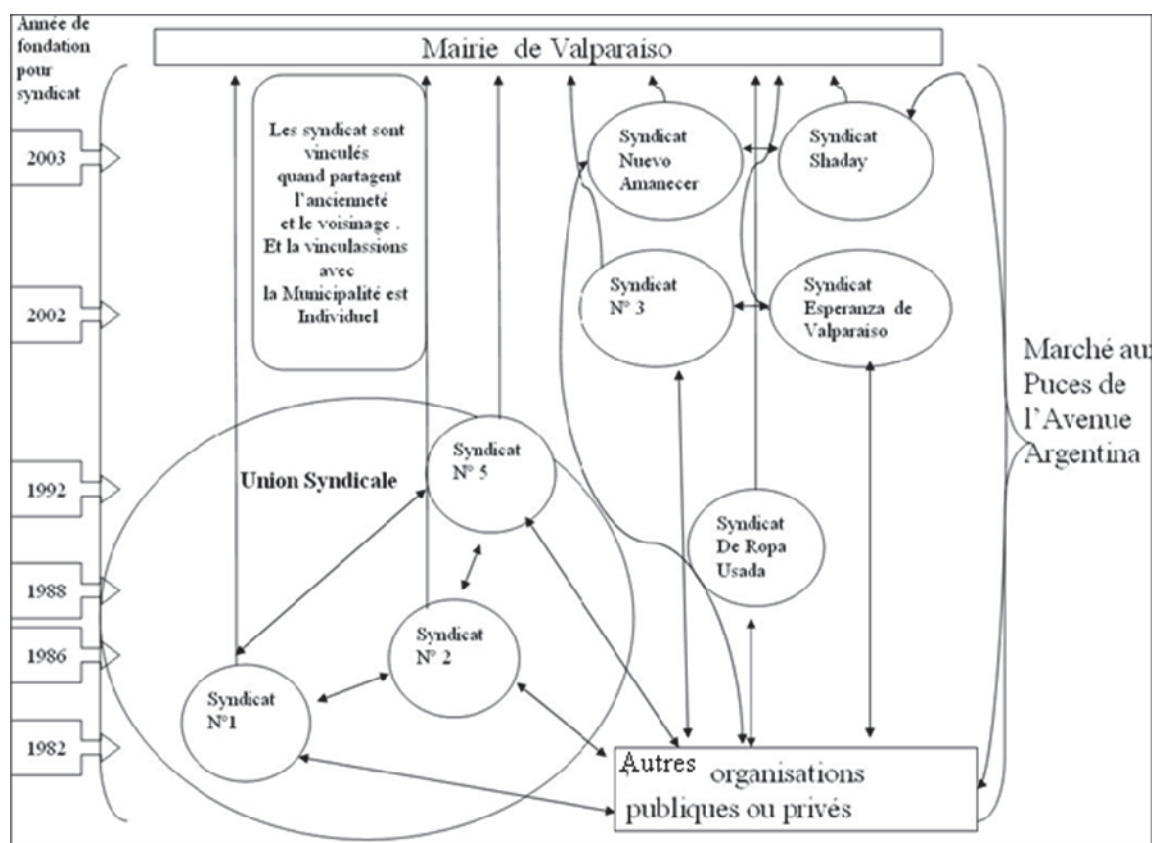 Année de
fondation
pour
syndicat
Mairie de Valparaíso
2003
2002
1992
1988
1986
1982
Les syndicat sont
vinculés
quand partagent
l'ancienneté
et le voisinage .
Et la vinculassions
avec
la Municipalité est
Individuel
Syndicat
Nuevo
Amanecer
Syndicat
Shaday
Syndicat
N° 3
Syndicat
Esperanza de
Valparaiso
Marché aux
Puces de
l'Avenue
Argentina
Union Syndicale
Syndicat
N° 5
Syndicat
De Ropa
Usada
Syndicat
N° 2
Syndicat
N°1
Autres organisations
publiques ou privés